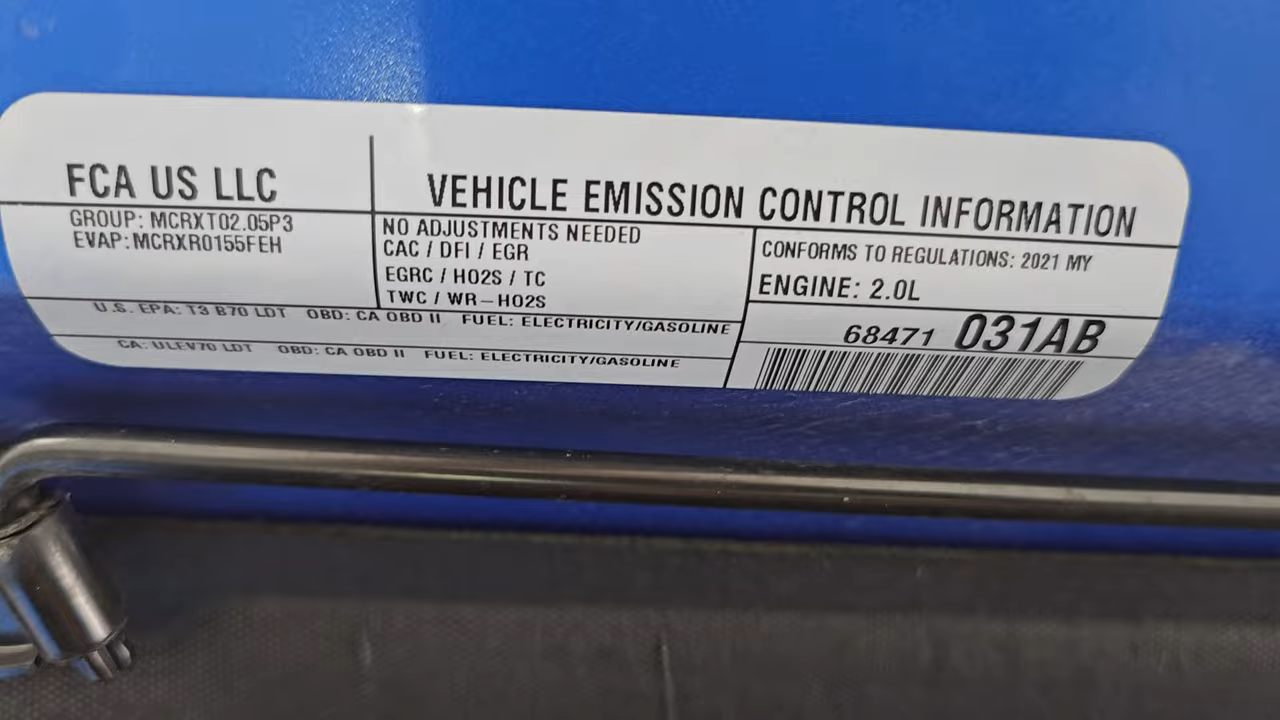 FCA US LLC
VEHICLE EMISSION CONTROL INFORMATION
GROUP: MCRXT02.05P3
EVAP: MCRXR0155FEH
NO ADJUSTMENTS NEEDED
CAC / DFI / EGR
EGRC / HO2S / TC
TWC / WR-HO2S
CONFORMS TO REGULATIONS: 2021 MY
ENGINE: 2.0L
U.S. EPA: T3 B70 LDT OBD: CA OBD II FUEL: ELECTRICITY/GASOLINE
CA: ULEV70 LDT OBD: CA OBD II FUEL: ELECTRICITY/GASOLINE
68471 031AB